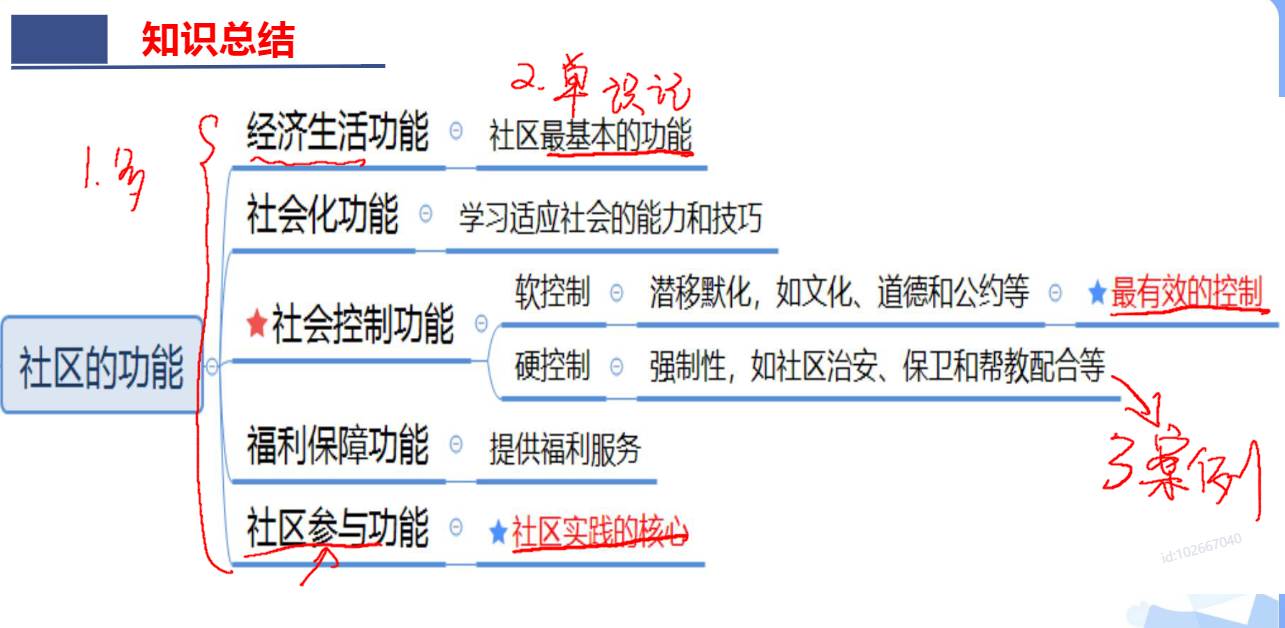 知识总结
2.单 识记
1.多
经济生活功能 社区最基本的功能
社会化功能 学习适应社会的能力和技巧
社会控制功能
软控制 潜移默化，如文化、道德和公约等 最有效的控制
硬控制 强制性，如社区治安、保卫和帮教配合等
社区的功能
3案例
福利保障功能 提供福利服务
社区参与功能 社区实践的核心
id:102667040